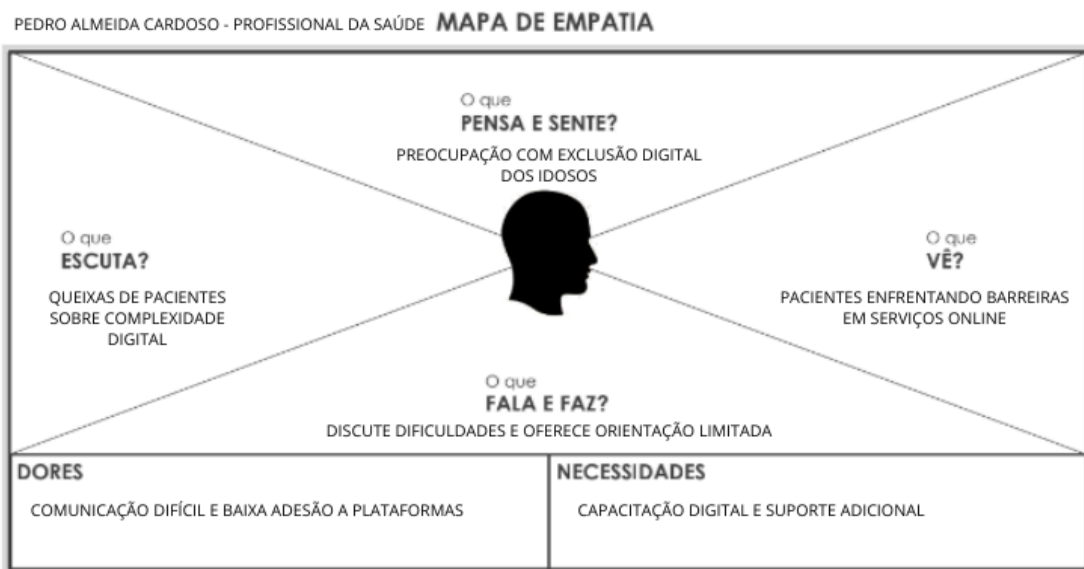 PEDRO ALMEIDA CARDOSO - PROFISSIONAL DA SAÚDE MAPA DE EMPATIA
O que
PENSA E SENTE?
PREOCUPAÇÃO COM EXCLUSÃO DIGITAL
DOS IDOSOS
O que
ESCUTA?
QUEIXAS DE PACIENTES
SOBRE COMPLEXIDADE
DIGITAL
O que
VÊ?
PACIENTES ENFRENTANDO BARREIRAS
EM SERVIÇOS ONLINE
O que
FALA E FAZ?
DISCUTE DIFICULDADES E OFERECE ORIENTAÇÃO LIMITADA
DORES
COMUNICAÇÃO DIFÍCIL E BAIXA ADESÃO A PLATAFORMAS
NECESSIDADES
CAPACITAÇÃO DIGITAL E SUPORTE ADICIONAL